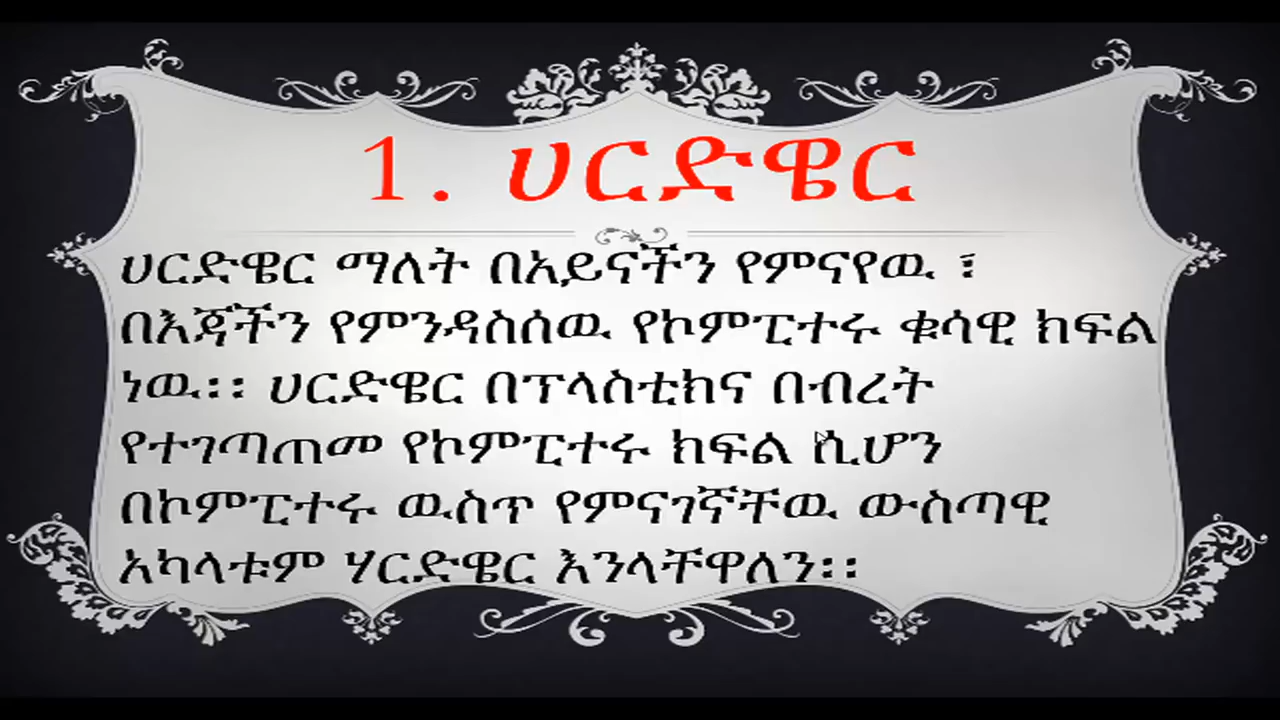 1. ሀርድዌር
ሀርድዌር ማለት በአይናችን የምናየዉ ፣
በእጃችን የምንዳስሰዉ የኮምፒተሩ ቁሳዊ ክፍል
ነዉ፡፡ ሀርድዌር በፕላስቲክና በብረት
የተገጣጠመ የኮምፒተሩ ክፍል ሲሆን
በኮምፒተሩ ዉስጥ የምናገኛቸዉ ውስጣዊ
አካላቱም ሃርድዌር እንላቸዋለን፡፡